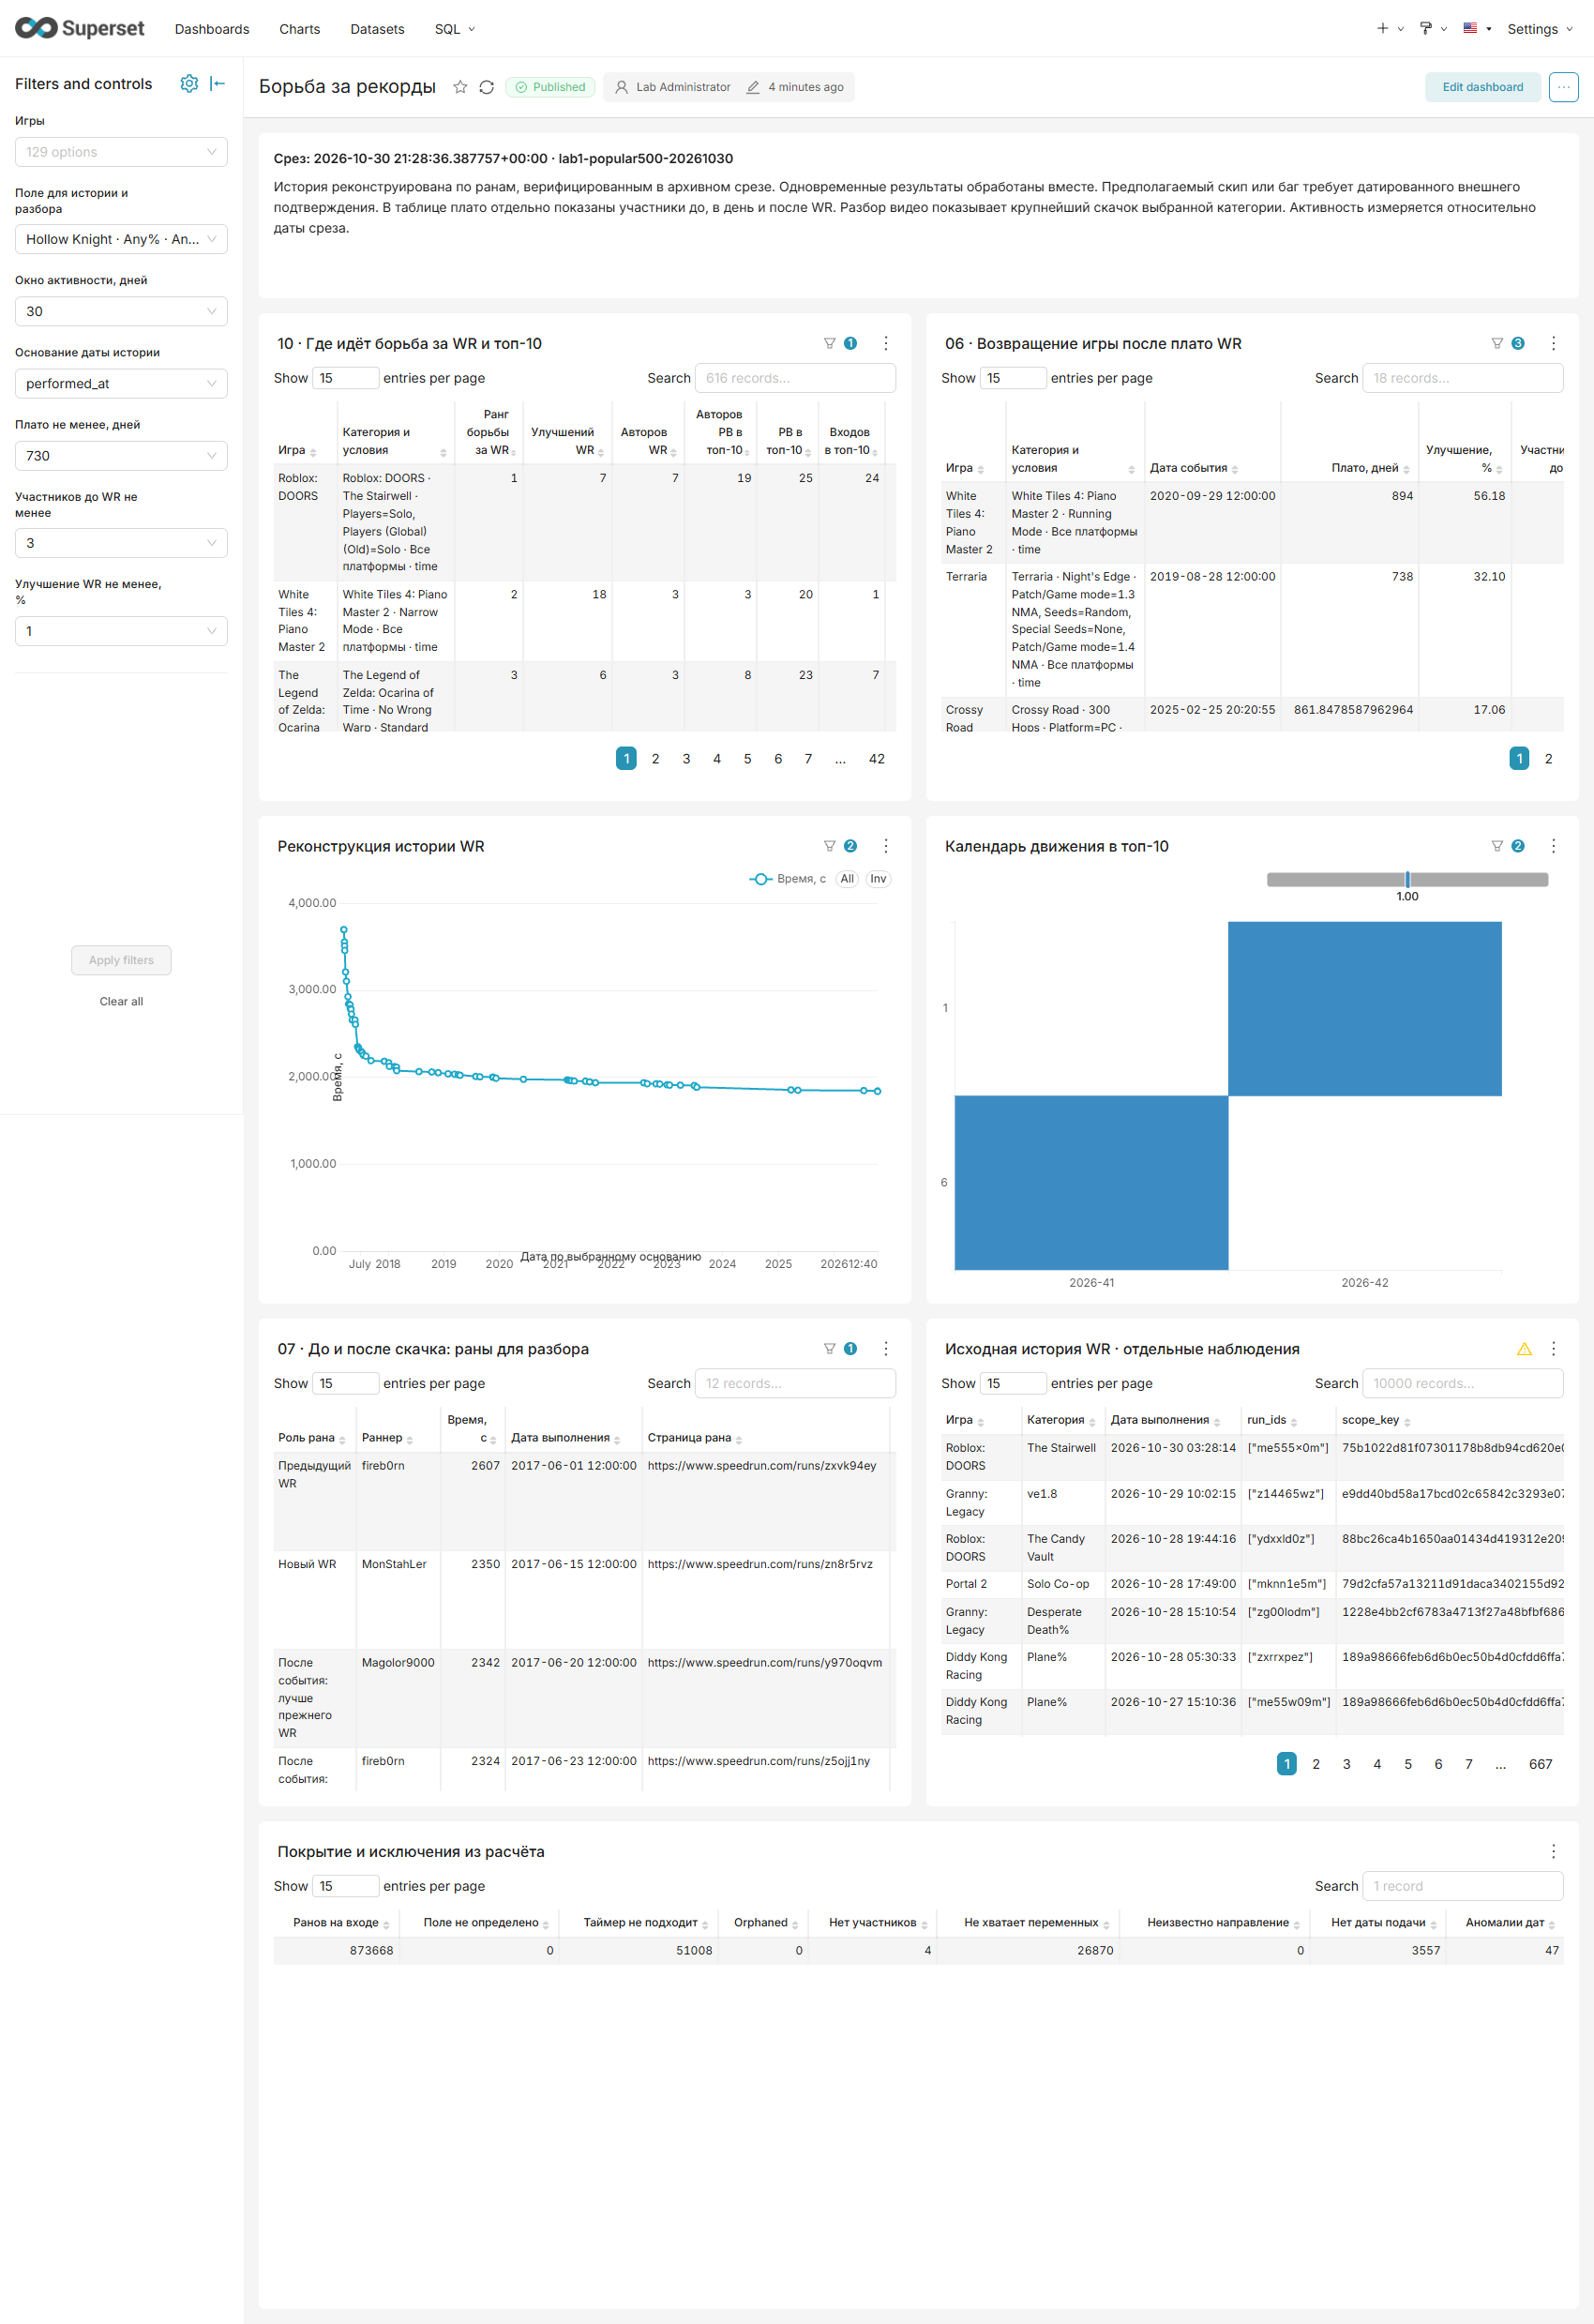 Superset
Dashboards Charts Datasets SQL
Settings
Filters and controls
Игры
129 options
Поле для истории и
разбора
Hollow Knight · Any% · An...
Окно активности, дней
30
Основание даты истории
performed_at
Плато не менее, дней
730
Участников до WR не
менее
3
Улучшение WR не менее,
%
1
Apply filters
Clear all
Борьба за рекорды Published Lab Administrator 4 minutes ago Edit dashboard ...
Срез: 2026-10-30 21:28:36.387757+00:00 · lab1-popular500-20261030
История реконструирована по ранам, верифицированным в архивном срезе. Одновременные результаты обработаны вместе. Предполагаемый скип или баг требует датированного внешнего
подтверждения. В таблице плато отдельно показаны участники до, в день и после WR. Разбор видео показывает крупнейший скачок выбранной категории. Активность измеряется относительно
даты среза.
10 · Где идёт борьба за WR и топ-10 1
Show 15 entries per page Search 616 records...
Игра
Категория и
условия
Ранг
борьбы
за WR
Улучшений
WR
Авторов
WR
Авторов
PB в
топ-10
PB в
топ-10
Входов
в топ-10
Roblox:
DOORS
Roblox: DOORS ·
The Stairwell ·
Players=Solo,
Players (Global)
(Old)=Solo · Все
платформы · time
1 7 7 19 25 24
White
Tiles 4:
Piano
Master 2
White Tiles 4: Piano
Master 2 · Narrow
Mode · Все
платформы · time
2 18 3 3 20 1
The
Legend
of Zelda:
Ocarina
The Legend of
Zelda: Ocarina of
Time · No Wrong
Warp · Standard
3 6 3 8 23 7
1 2 3 4 5 6 7 ... 42
06 · Возвращение игры после плато WR 3
Show 15 entries per page Search 18 records...
Игра
Категория и
условия
Дата события
Плато, дней
Улучшение,
%
Участни
до
White
Tiles 4:
Piano
Master 2
White Tiles 4: Piano
Master 2 · Running
Mode · Все платформы
· time
2020-09-29 12:00:00 894 56.18
Terraria
Terraria · Night's Edge ·
Patch/Game mode=1.3
NMA, Seeds=Random,
Special Seeds=None,
Patch/Game mode=1.4
NMA · Все платформы
· time
2019-08-28 12:00:00 738 32.10
Crossy
Road
Crossy Road · 300
Hops · Platform=PC ·
2025-02-25 20:20:55 861.8478587962964 17.06
1 2
Реконструкция истории WR 2
Время, с All Inv
4,000.00
3,000.00
2,000.00
1,000.00
0.00
Время, с
Дата по выбранному основанию
July 2018 2019 2020 2021 2022 2023 2024 2025 2026 12:40
Календарь движения в топ-10 2
1.00
1
6
2026-41 2026-42
07 · До и после скачка: раны для разбора 1
Show 15 entries per page Search 12 records...
Роль рана
Раннер
Время,
с
Дата выполнения
Страница рана
Предыдущий
WR
fireb0rn 2607 2017-06-01 12:00:00 https://www.speedrun.com/runs/zxvk94ey
Новый WR MonStahLer 2350 2017-06-15 12:00:00 https://www.speedrun.com/runs/zn8r5rvz
После
события:
лучше
прежнего
WR
Magolor9000 2342 2017-06-20 12:00:00 https://www.speedrun.com/runs/y970oqvm
После
события:
fireb0rn 2324 2017-06-23 12:00:00 https://www.speedrun.com/runs/z5ojj1ny
Исходная история WR · отдельные наблюдения
Show 15 entries per page Search 10000 records...
Игра Категория Дата выполнения run_ids scope_key
Roblox:
DOORS
The Stairwell 2026-10-30 03:28:14 ["me555x0m"] 75b1022d81f07301178b8db94cd620e
Granny:
Legacy
ve1.8 2026-10-29 10:02:15 ["z14465wz"] e9dd40bd58a17bcd02c65842c3293e07
Roblox:
DOORS
The Candy
Vault
2026-10-28 19:44:16 ["ydxxld0z"] 88bc26ca4b1650aa01434d419312e209
Portal 2 Solo Co-op 2026-10-28 17:49:00 ["mknn1e5m"] 79d2cfa57a13211d91daca3402155d92
Granny:
Legacy
Desperate
Death%
2026-10-28 15:10:54 ["zg00lodm"] 1228e4bb2cf6783a4713f27a48bfbf686
Diddy Kong
Racing
Plane% 2026-10-28 05:30:33 ["zxrrxpez"] 189a98666feb6d6b0ec50b4d0cfdd6ffa7
Diddy Kong
Racing
Plane% 2026-10-27 15:10:36 ["me55w09m"] 189a98666feb6d6b0ec50b4d0cfdd6ffa7
1 2 3 4 5 6 7 ... 667
Покрытие и исключения из расчёта
Show 15 entries per page Search 1 record
Ранов на входе Поле не определено Таймер не подходит Orphaned Нет участников Не хватает переменных Неизвестно направление Нет даты подачи Аномалии дат
873668 0 51008 0 4 26870 0 3557 47